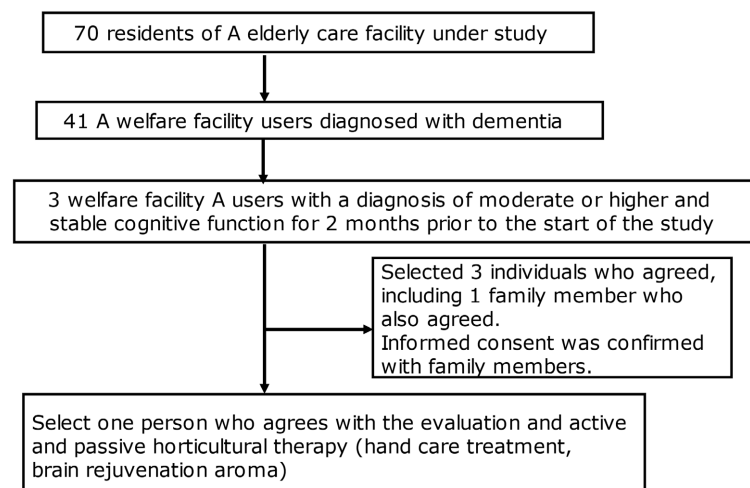 70 residents of A elderly care facility under study
41 A welfare facility users diagnosed with dementia
3 welfare facility A users with a diagnosis of moderate or higher and
stable cognitive function for 2 months prior to the start of the study
Selected 3 individuals who agreed,
including 1 family member who
also agreed.
Informed consent was confirmed
with family members.
Select one person who agrees with the evaluation and active
and passive horticultural therapy (hand care treatment,
brain rejuvenation aroma)